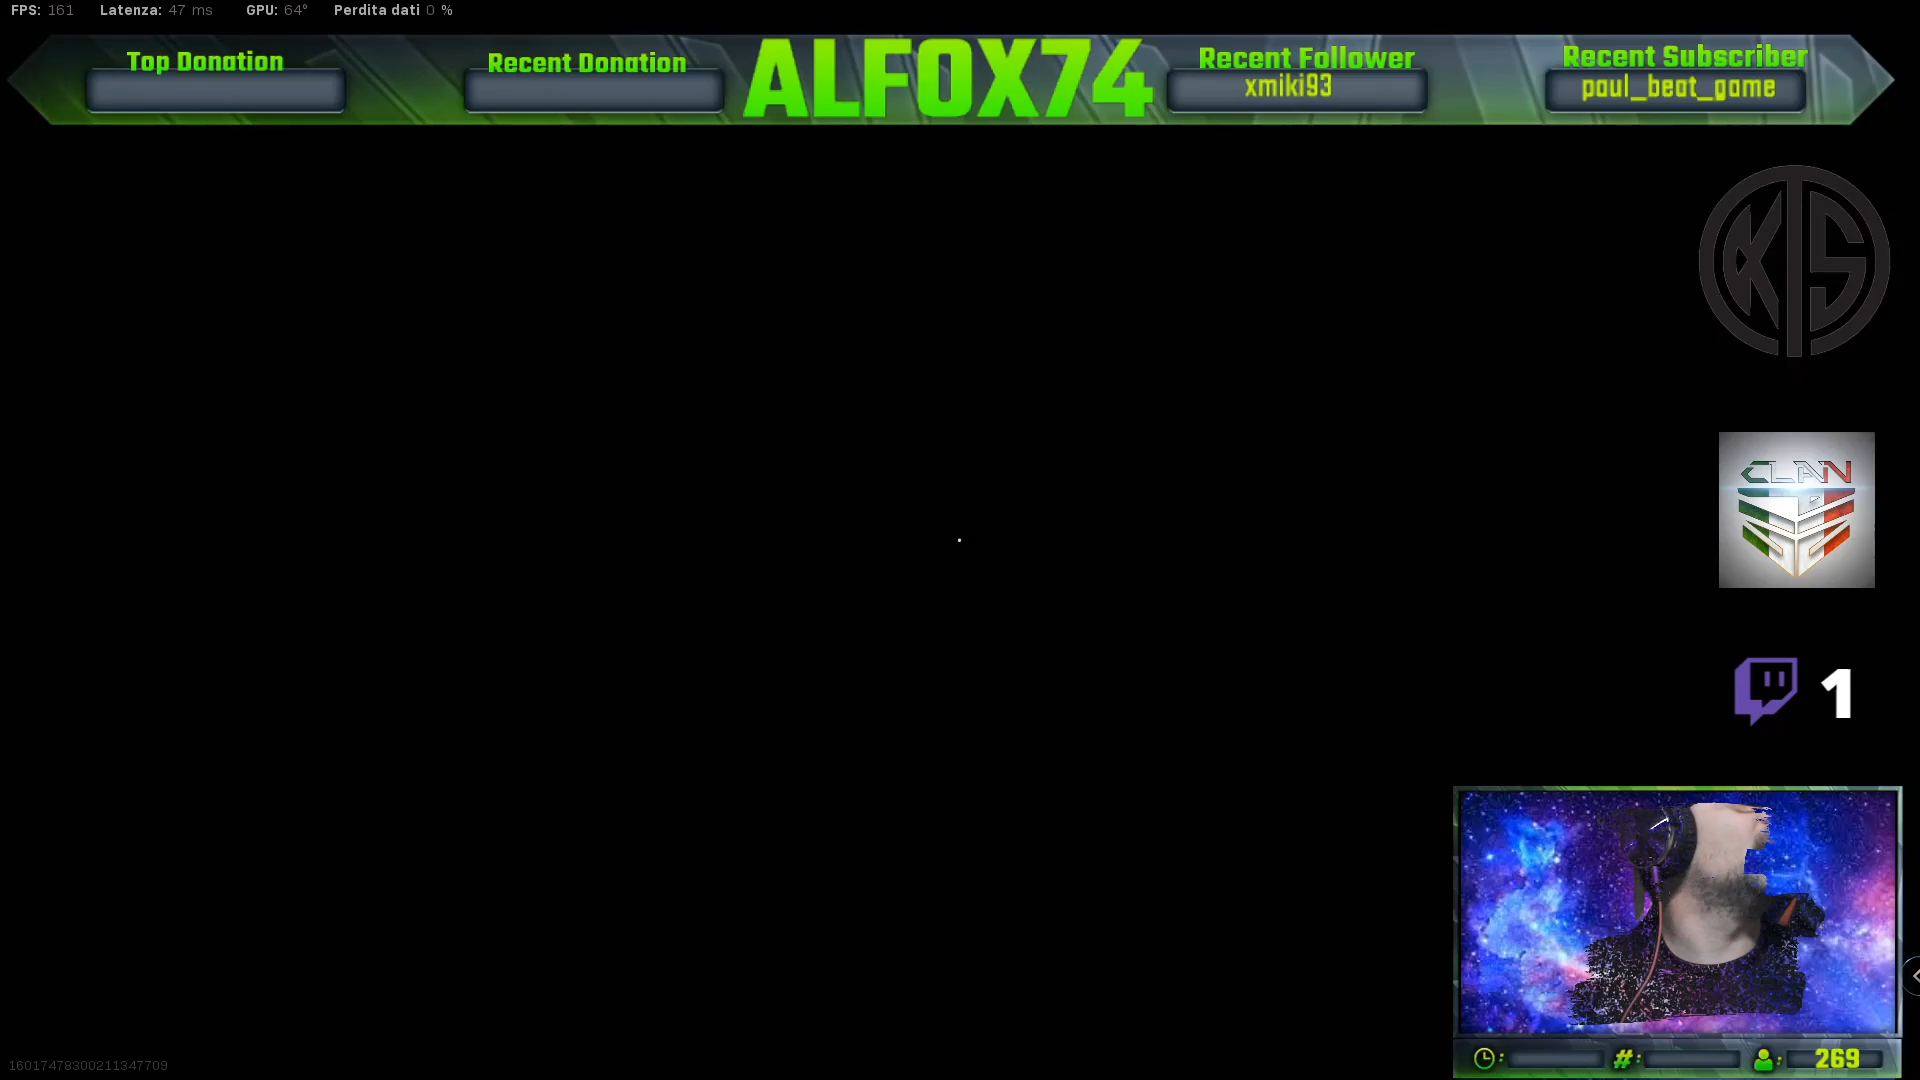 FPS: 161 Latenza: 47 ms GPU: 64° Perdita dati 0 %
Top Donation
Recent Donation
ALFOX74
Recent Follower
xmiki93
Recent Subscriber
paul_beat_game
KIS
CLAN
1
#:
269
16017478300211347709